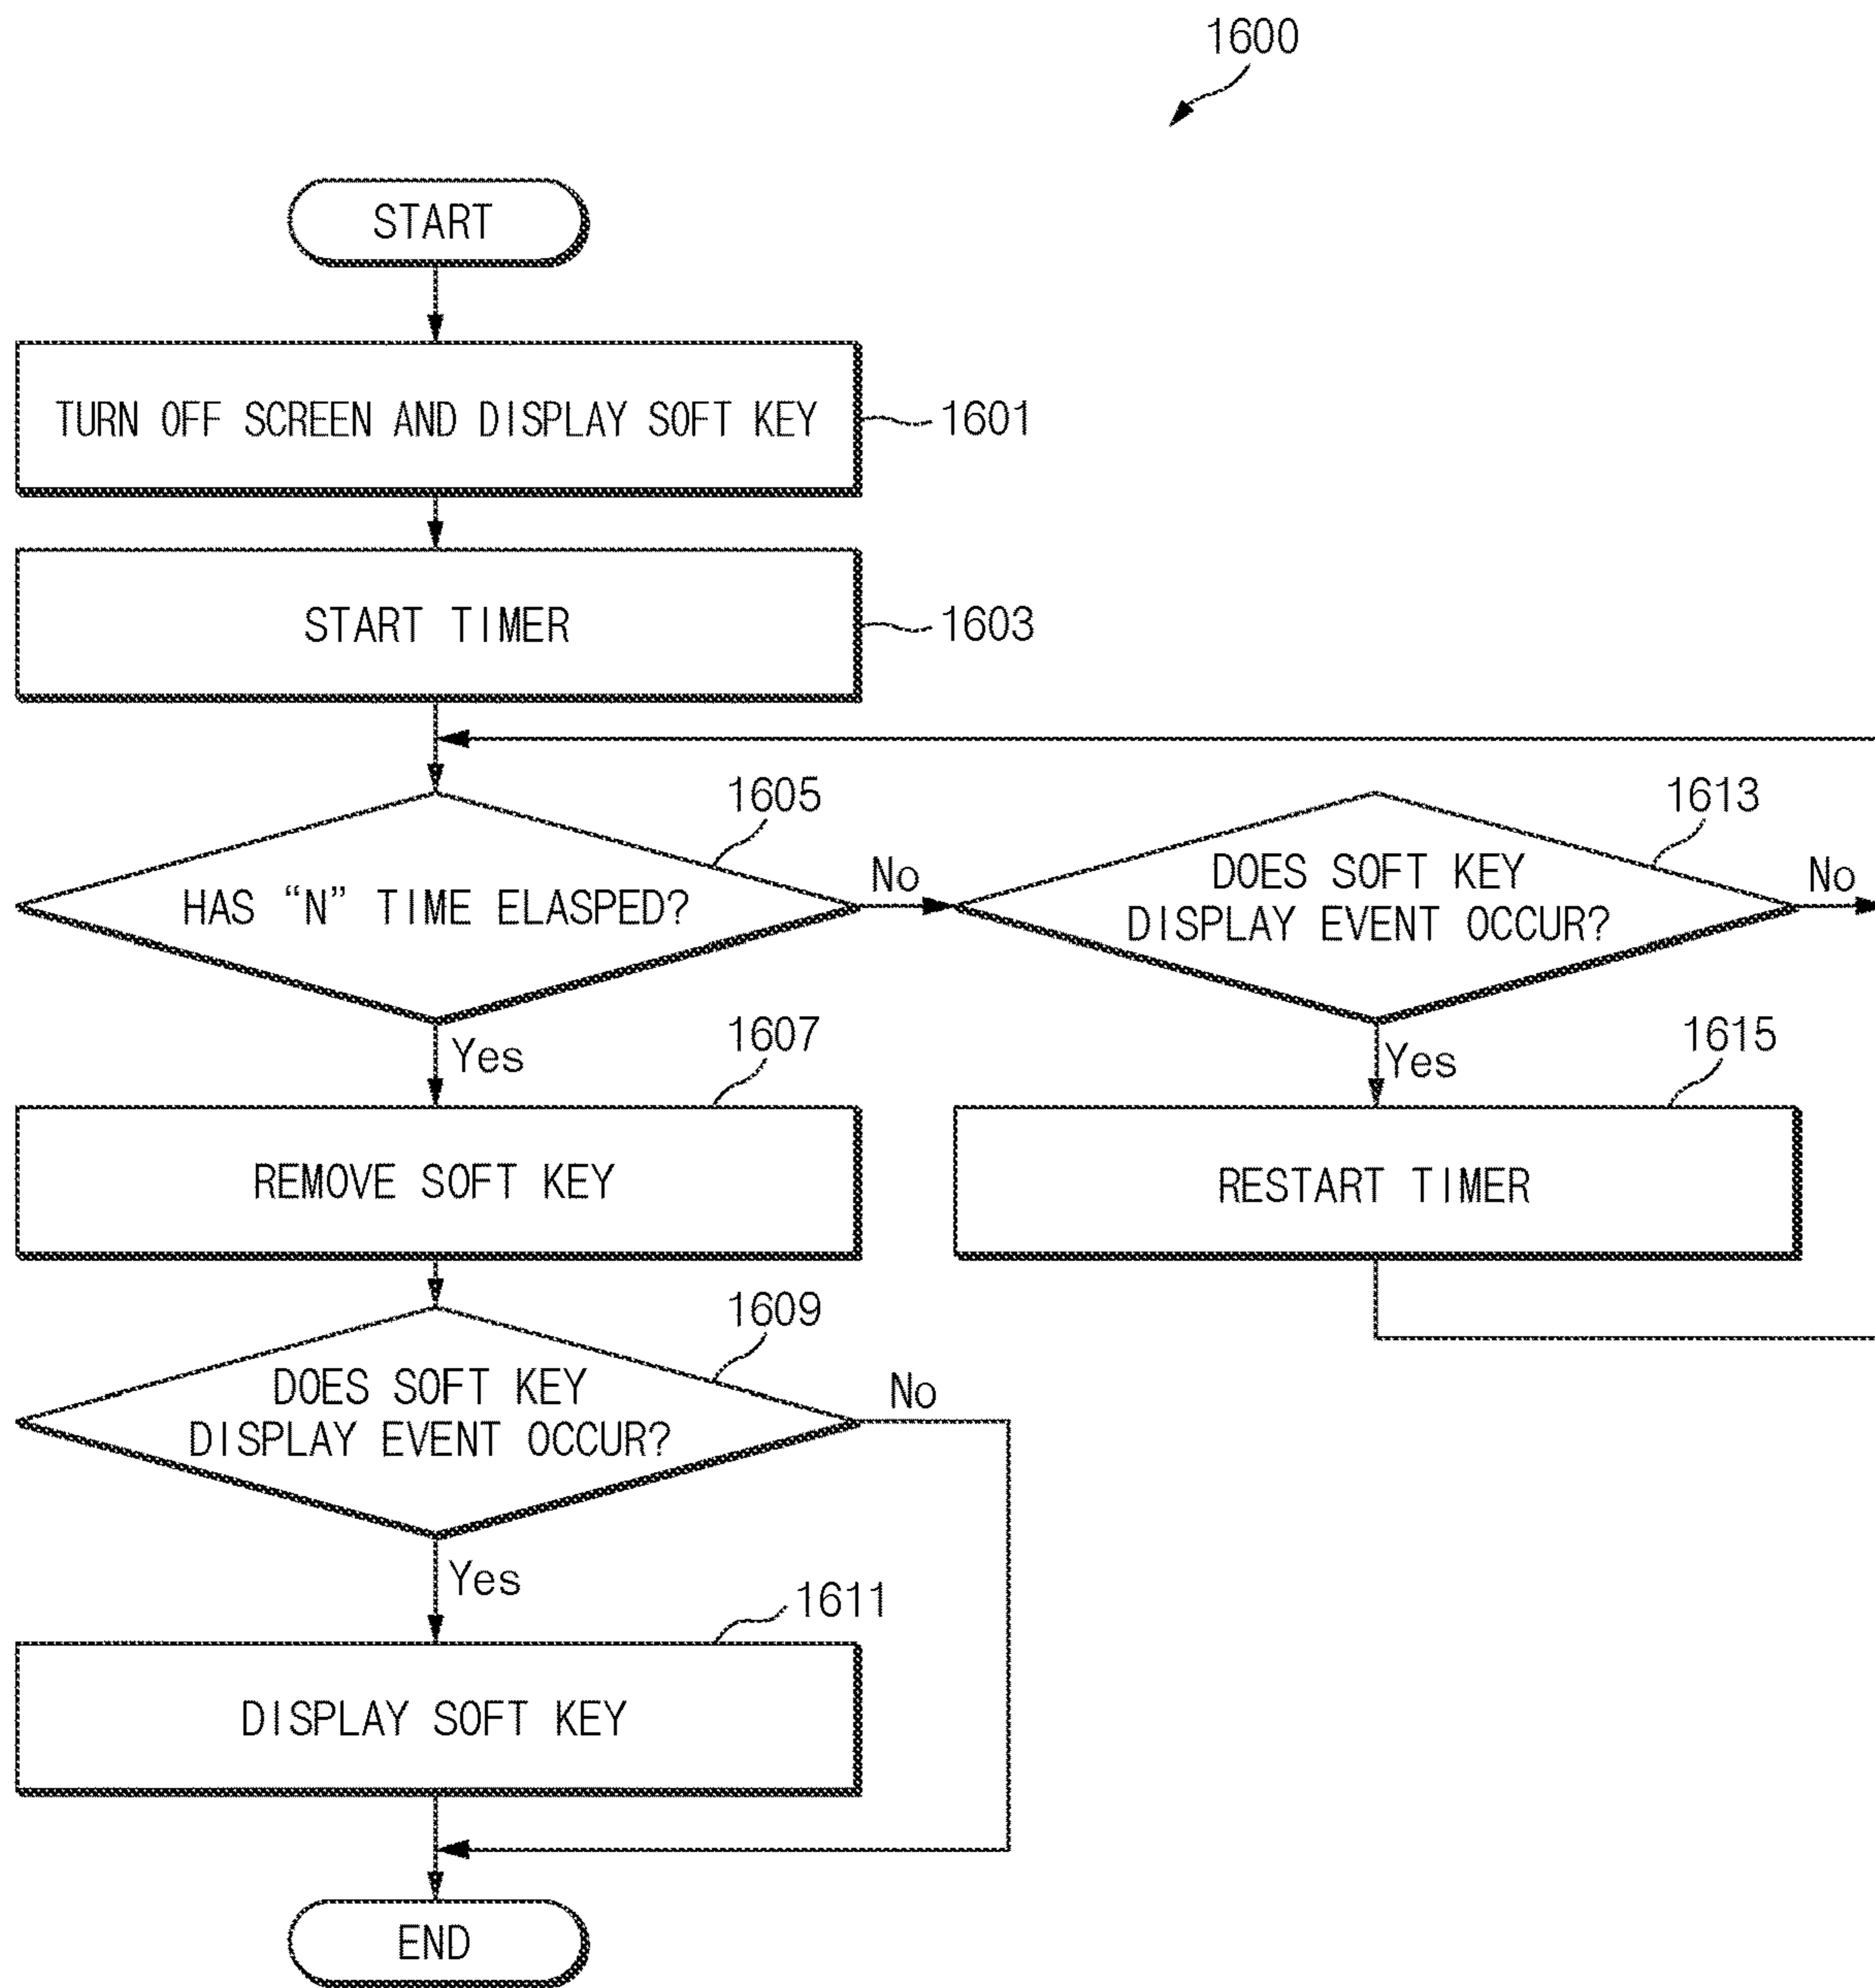 1600
START
TURN OFF SCREEN AND DISPLAY SOFT KEY
1601
START TIMER
1603
1605
HAS “N” TIME ELASPED?
No
Yes
1613
DOES SOFT KEY
DISPLAY EVENT OCCUR?
No
Yes
1607
REMOVE SOFT KEY
1615
RESTART TIMER
1609
DOES SOFT KEY
DISPLAY EVENT OCCUR?
No
Yes
1611
DISPLAY SOFT KEY
END